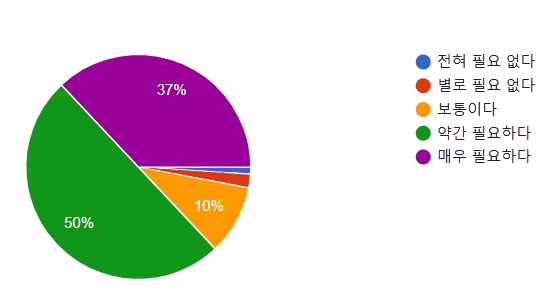 37%
50%
10%
전혀 필요 없다
별로 필요 없다
보통이다
약간 필요하다
매우 필요하다